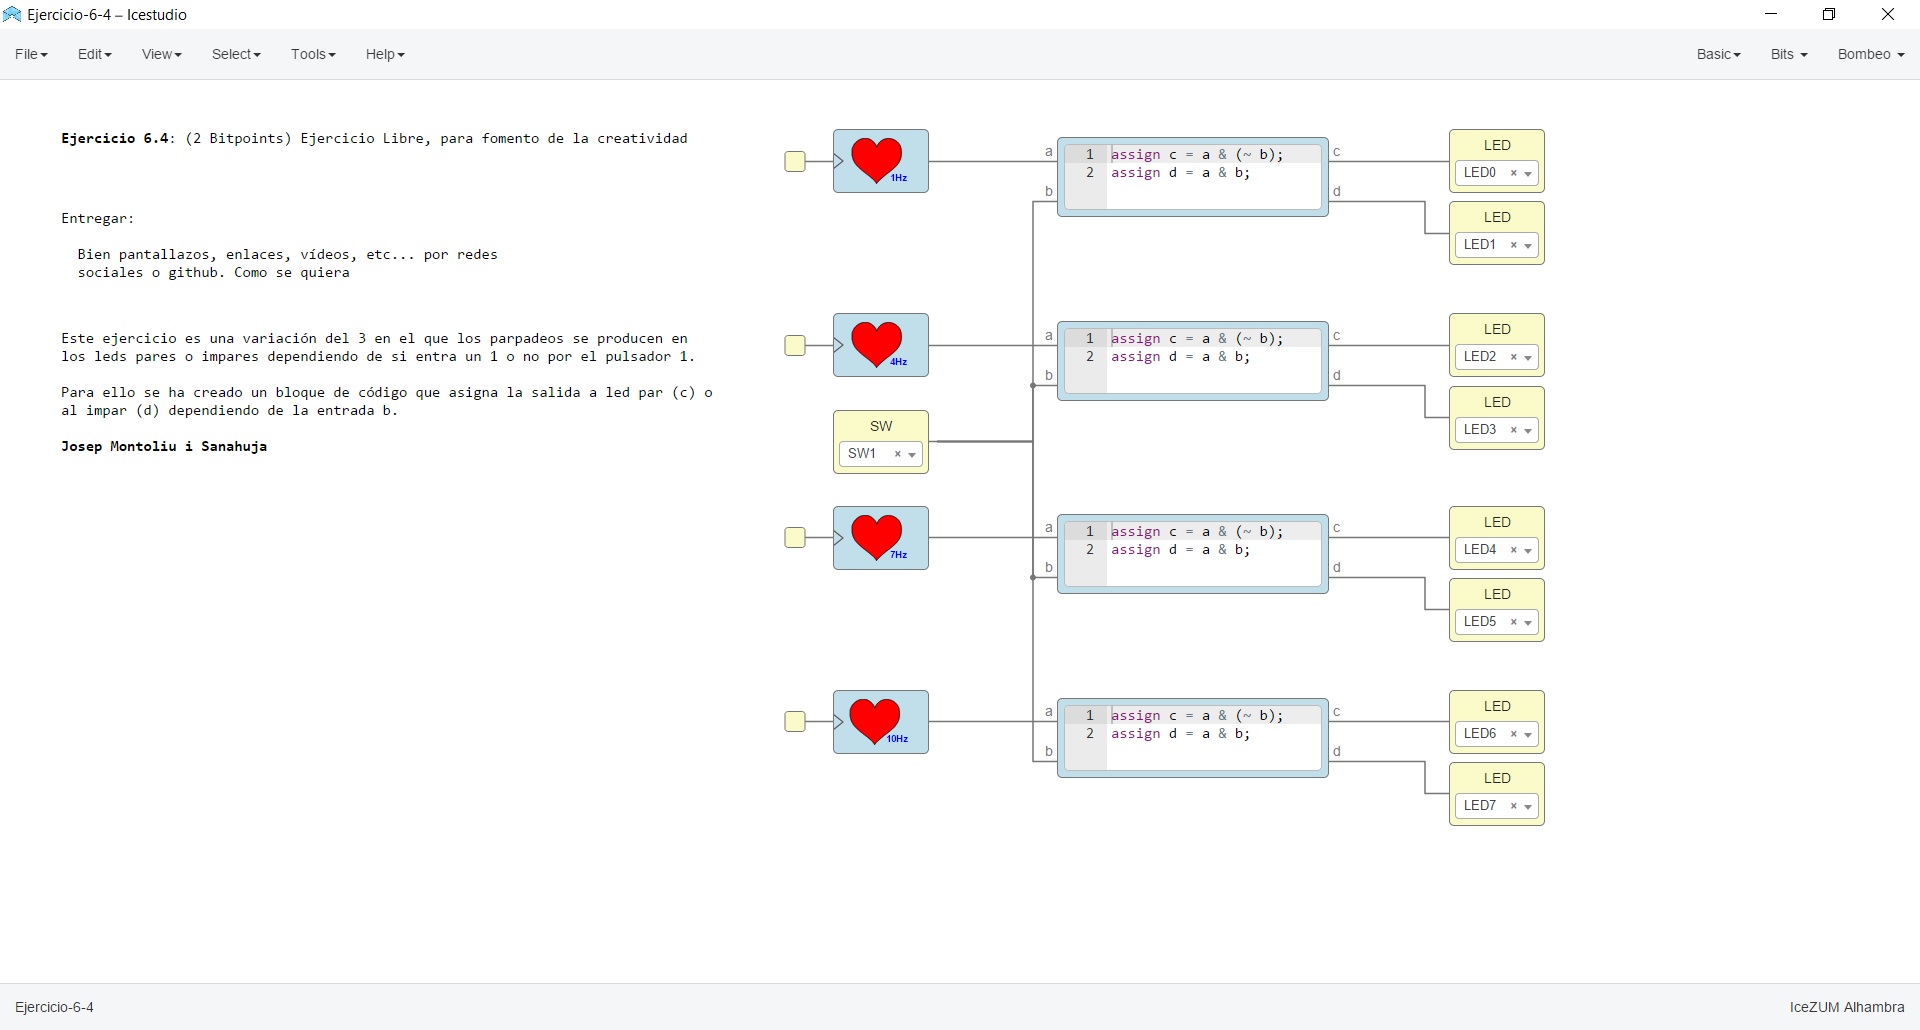 Ejercicio-6-4 – Icestudio
File Edit View Select Tools Help Basic Bits Bombeo
Ejercicio 6.4: (2 Bitpoints) Ejercicio Libre, para fomento de la creatividad
Entregar:
Bien pantallazos, enlaces, vídeos, etc... por redes
sociales o github. Como se quiera
Este ejercicio es una variación del 3 en el que los parpadeos se producen en
los leds pares o impares dependiendo de si entra un 1 o no por el pulsador 1.
Para ello se ha creado un bloque de código que asigna la salida a led par (c) o
al impar (d) dependiendo de la entrada b.
Josep Montoliu i Sanahuja
1Hz
a
b
1 assign c = a & (~ b);
2 assign d = a & b;
c
d
LED
LED0 ×
LED
LED1 ×
4Hz
a
b
1 assign c = a & (~ b);
2 assign d = a & b;
c
d
LED
LED2 ×
LED
LED3 ×
SW
SW1 ×
7Hz
a
b
1 assign c = a & (~ b);
2 assign d = a & b;
c
d
LED
LED4 ×
LED
LED5 ×
10Hz
a
b
1 assign c = a & (~ b);
2 assign d = a & b;
c
d
LED
LED6 ×
LED
LED7 ×
Ejercicio-6-4
IceZUM Alhambra